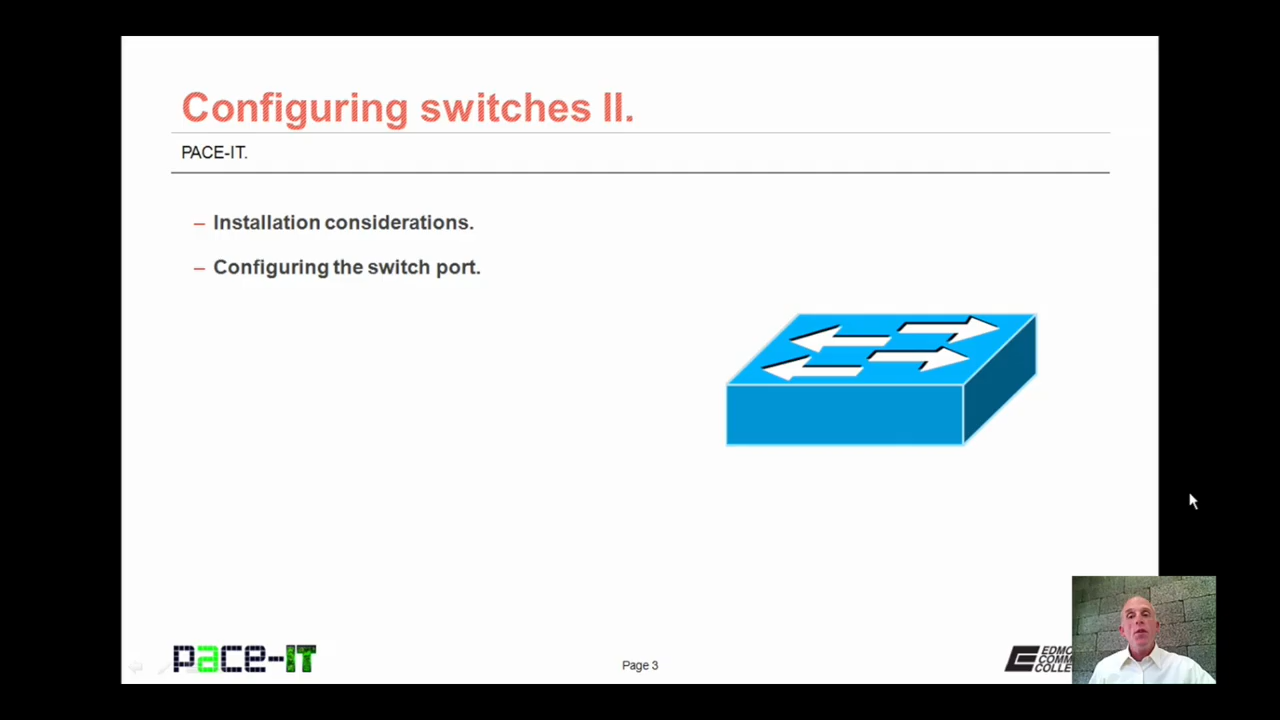 Configuring switches II.
PACE-IT.
– Installation considerations.
– Configuring the switch port.
pace-IT
Page 3